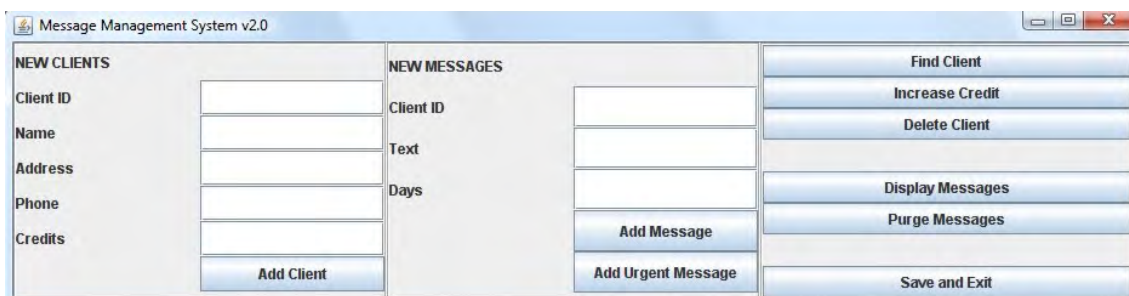 Message Management System v2.0
NEW CLIENTS
Client ID
Name
Address
Phone
Credits
Add Client
NEW MESSAGES
Client ID
Text
Days
Add Message
Add Urgent Message
Find Client
Increase Credit
Delete Client
Display Messages
Purge Messages
Save and Exit